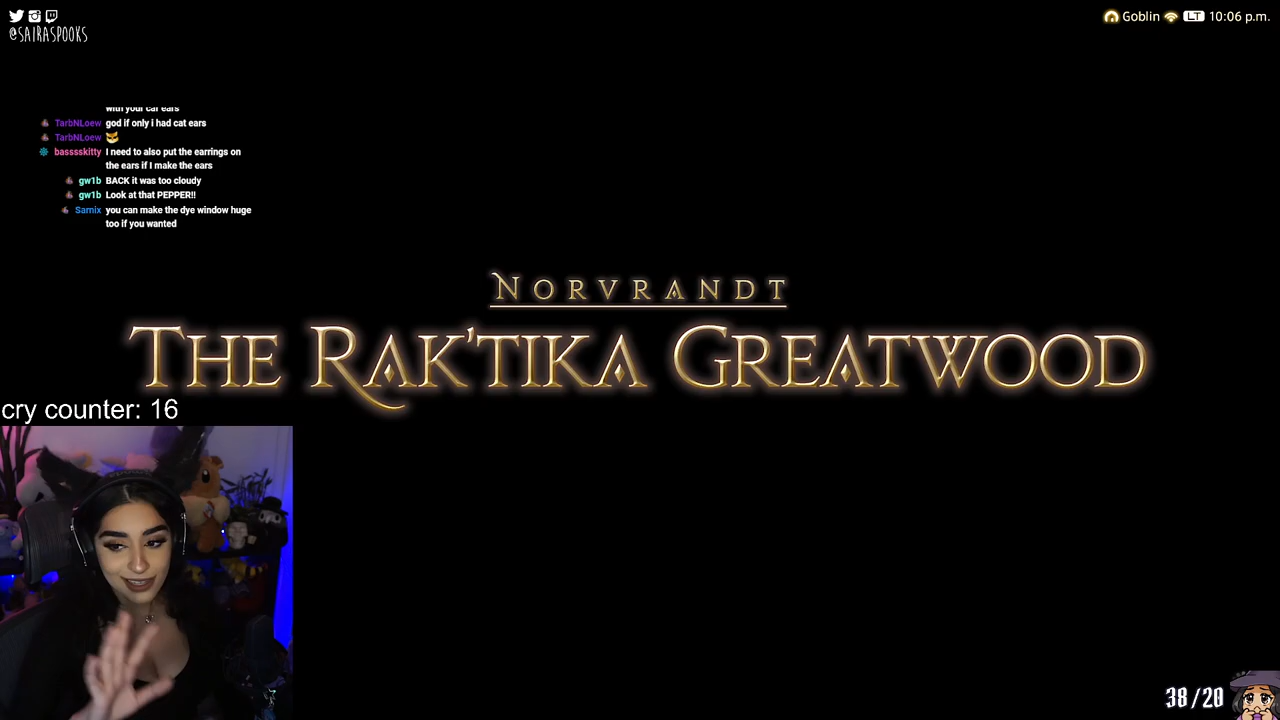 @SAIRASPOOKS
Goblin LT 10:06 p.m.
with your cat ears
TarbNLoew god if only i had cat ears
TarbNLoew
basssskitty I need to also put the earrings on
the ears if I make the ears
gw1b BACK it was too cloudy
gw1b Look at that PEPPER!!
Samix you can make the dye window huge
too if you wanted
NORVRANDT
THE RAK'TIKA GREATWOOD
cry counter: 16
38/20